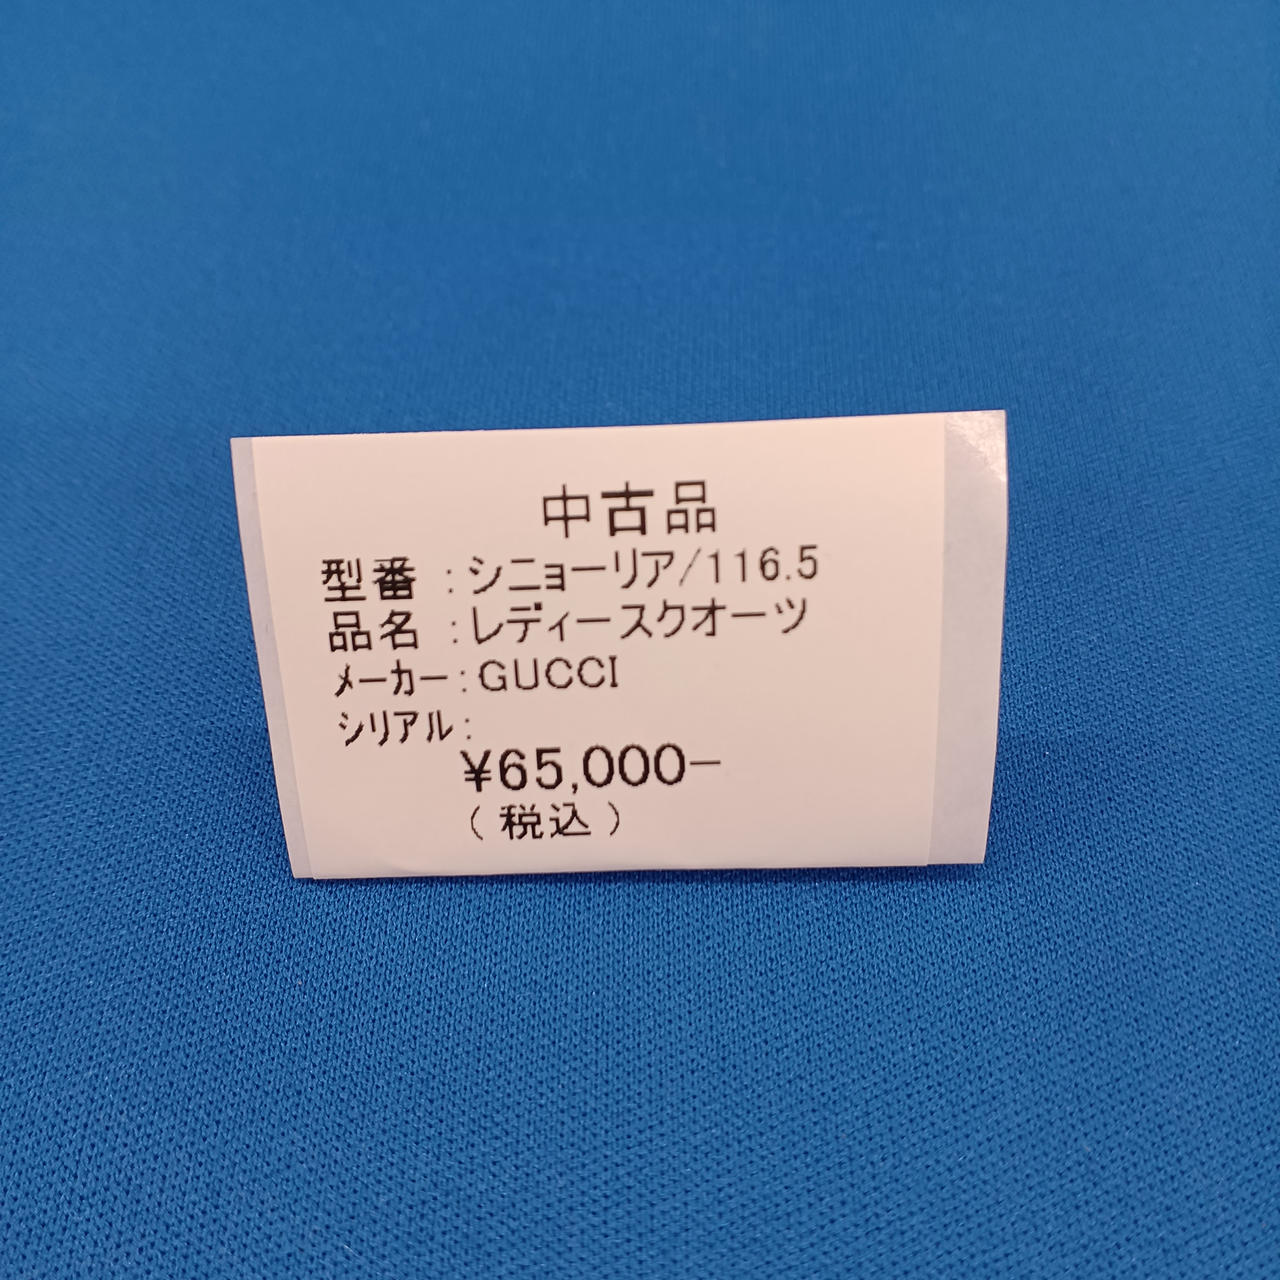 中古品
型番 : シニョーリア/116.5
品名 : レディースクオーツ
メーカー : GUCCI
シリアル :
¥65,000-
( 税込 )